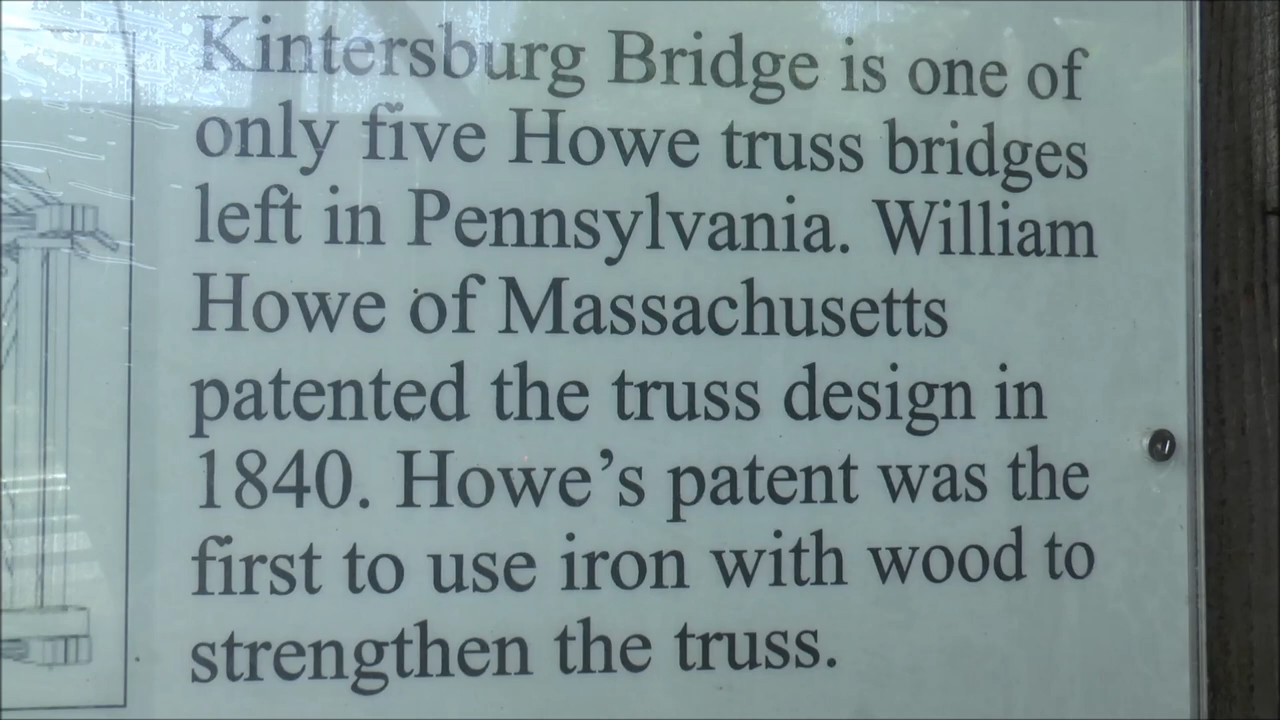 Kintersburg Bridge is one of
only five Howe truss bridges
left in Pennsylvania. William
Howe of Massachusetts
patented the truss design in
1840. Howe’s patent was the
first to use iron with wood to
strengthen the truss.